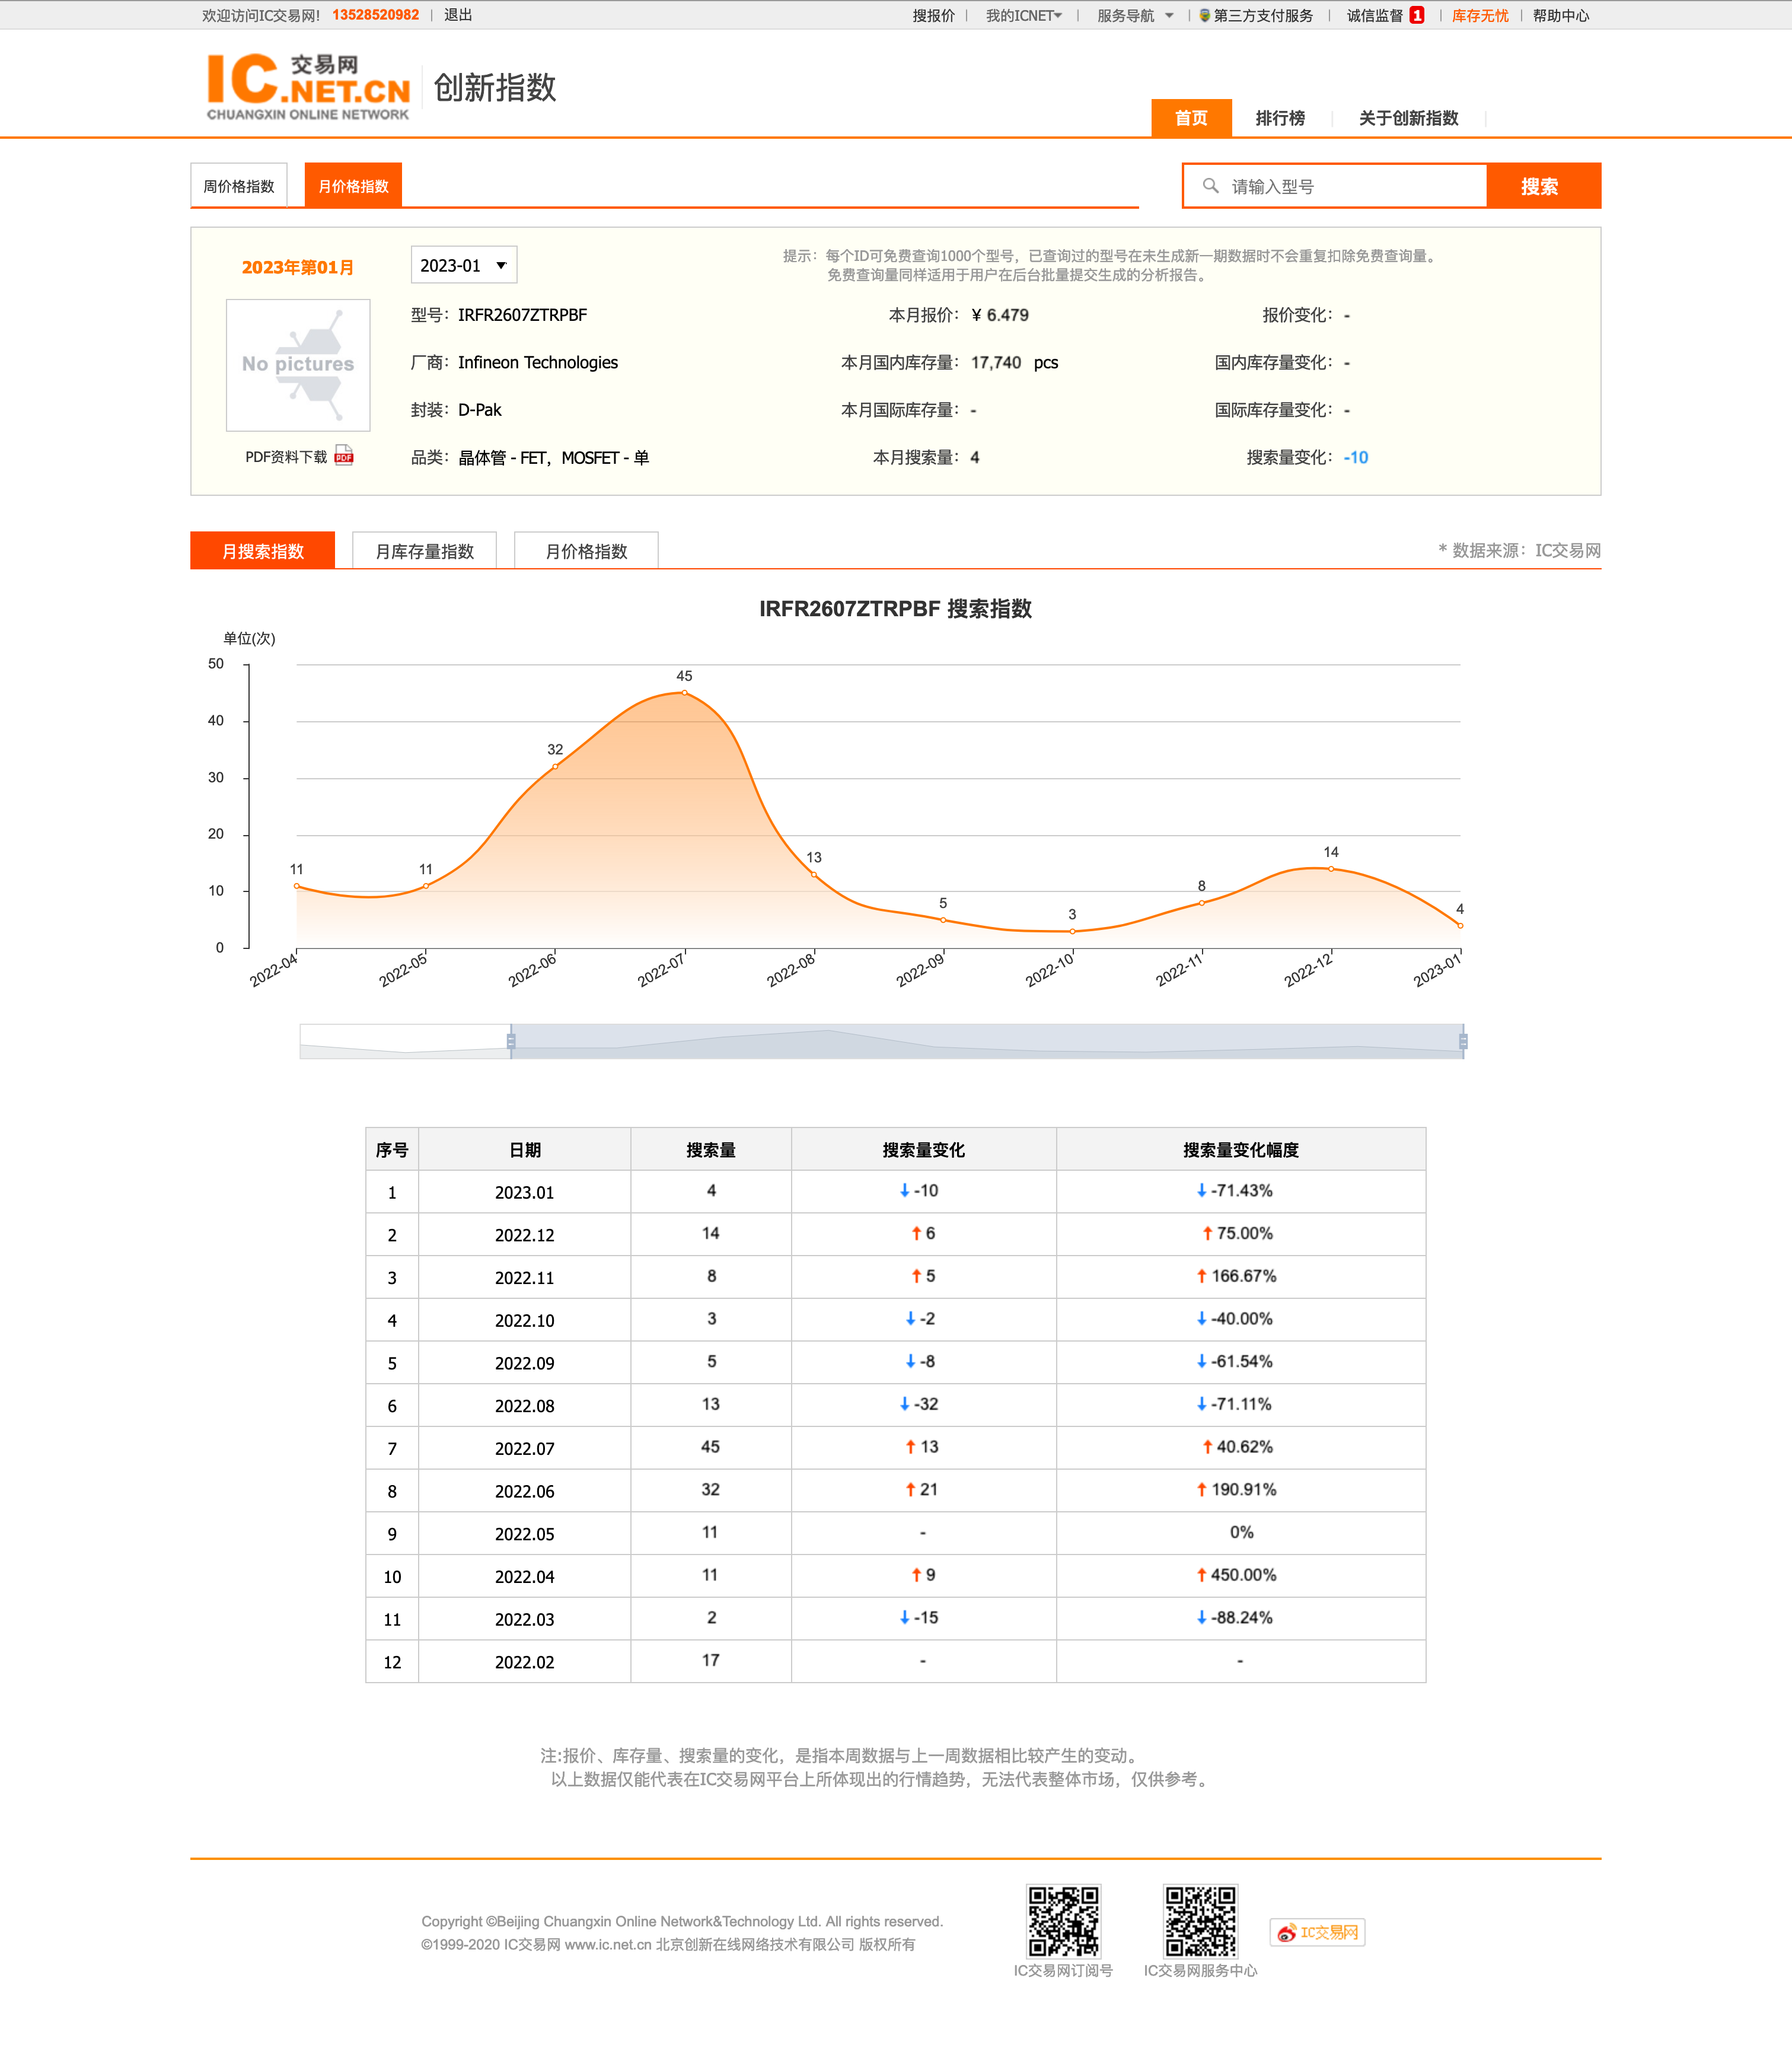 欢迎访问IC交易网! 13528520982 | 退出 搜报价 | 我的ICNET | 服务导航 | 第三方支付服务 | 诚信监督 1 | 库存无忧 | 帮助中心
IC交易网 .NET.CN 创新指数
CHUANGXIN ONLINE NETWORK
首页 排行榜 关于创新指数
周价格指数 月价格指数 请输入型号 搜索
2023年第01月 2023-01 提示：每个ID可免费查询1000个型号，已查询过的型号在未生成新一期数据时不会重复扣除免费查询量。
免费查询量同样适用于用户在后台批量提交生成的分析报告。
型号：IRFR2607ZTRPBF 本月报价：¥ 6.479 报价变化：-
No pictures
厂商：Infineon Technologies 本月国内库存量：17,740 pcs 国内库存量变化：-
封装：D-Pak 本月国际库存量：- 国际库存量变化：-
PDF资料下载 PDF 品类：晶体管 - FET，MOSFET - 单 本月搜索量：4 搜索量变化：-10
月搜索指数 月库存量指数 月价格指数 * 数据来源：IC交易网
IRFR2607ZTRPBF 搜索指数
单位(次)
50
45
40
32
30
20
13
14
11 11
10
8
5
3
4
0
2022-04 2022-05 2022-06 2022-07 2022-08 2022-09 2022-10 2022-11 2022-12 2023-01
序号 日期 搜索量 搜索量变化 搜索量变化幅度
1 2023.01 4 ↓ -10 ↓ -71.43%
2 2022.12 14 ↑ 6 ↑ 75.00%
3 2022.11 8 ↑ 5 ↑ 166.67%
4 2022.10 3 ↓ -2 ↓ -40.00%
5 2022.09 5 ↓ -8 ↓ -61.54%
6 2022.08 13 ↓ -32 ↓ -71.11%
7 2022.07 45 ↑ 13 ↑ 40.62%
8 2022.06 32 ↑ 21 ↑ 190.91%
9 2022.05 11 - 0%
10 2022.04 11 ↑ 9 ↑ 450.00%
11 2022.03 2 ↓ -15 ↓ -88.24%
12 2022.02 17 - -
注:报价、库存量、搜索量的变化，是指本周数据与上一周数据相比较产生的变动。
以上数据仅能代表在IC交易网平台上所体现出的行情趋势，无法代表整体市场，仅供参考。
Copyright ©Beijing Chuangxin Online Network&Technology Ltd. All rights reserved.
©1999-2020 IC交易网 www.ic.net.cn 北京创新在线网络技术有限公司 版权所有
IC交易网
IC交易网订阅号 IC交易网服务中心